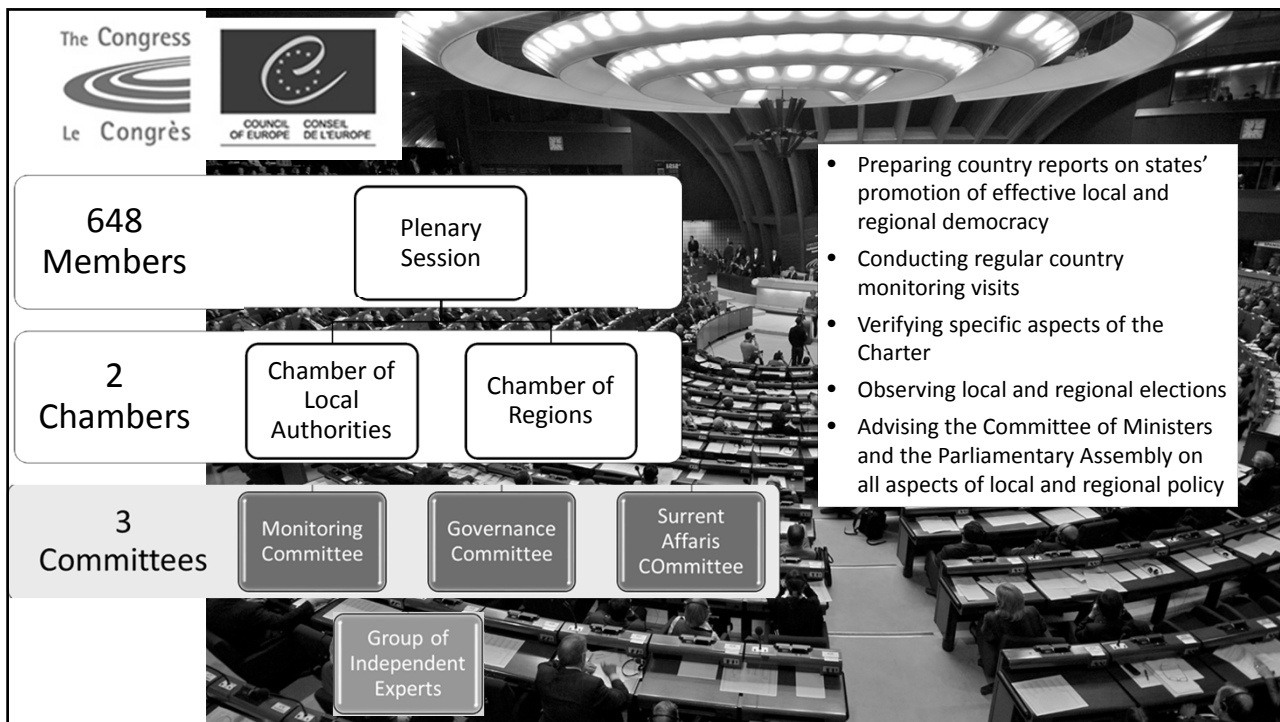 The Congress
Le Congrès
COUNCIL CONSEIL
OF EUROPE DE L'EUROPE
648
Members
Plenary
Session
2
Chambers
Chamber of
Local
Authorities
Chamber of
Regions
3
Committees
Monitoring
Committee
Governance
Committee
Surrent
Affaris
COmmittee
Group of
Independent
Experts
• Preparing country reports on states’
promotion of effective local and
regional democracy
• Conducting regular country
monitoring visits
• Verifying specific aspects of the
Charter
• Observing local and regional elections
• Advising the Committee of Ministers
and the Parliamentary Assembly on
all aspects of local and regional policy